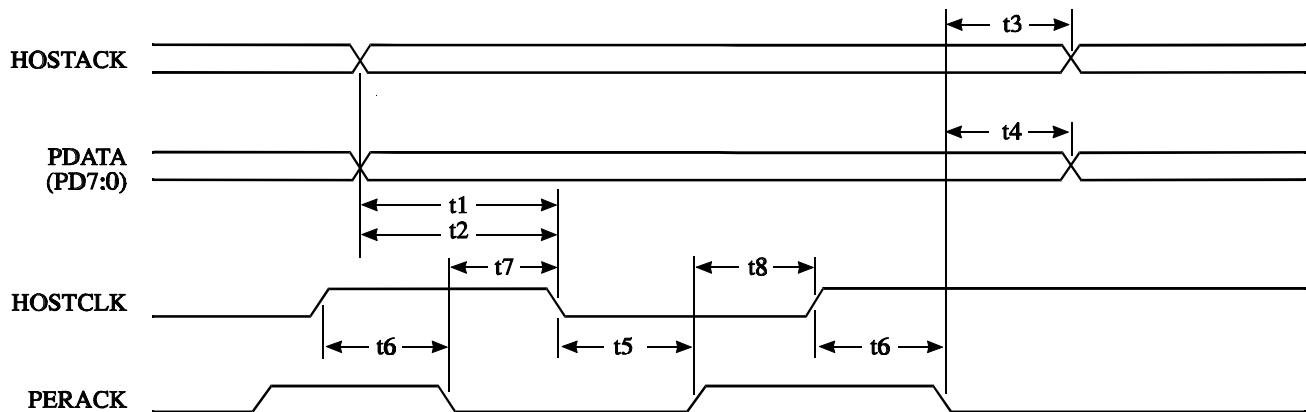 t3
HOSTACK
t4
PDATA
(PD7:0)
t1
t2
t7
t8
HOSTCLK
t6
t5
t6
PERACK